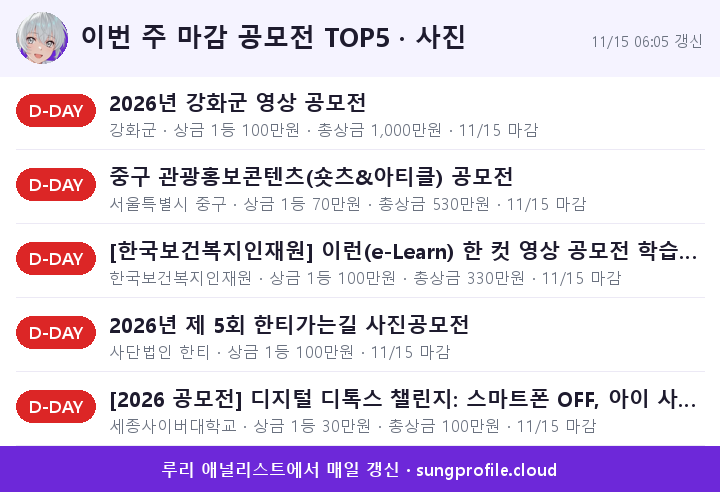 이번 주 마감 공모전 TOP5 · 사진
11/15 06:05 갱신
D-DAY
2026년 강화군 영상 공모전
강화군 · 상금 1등 100만원 · 총상금 1,000만원 · 11/15 마감
D-DAY
중구 관광홍보콘텐츠(숏츠&아티클) 공모전
서울특별시 중구 · 상금 1등 70만원 · 총상금 530만원 · 11/15 마감
D-DAY
[한국보건복지인재원] 이런(e-Learn) 한 컷 영상 공모전 학습...
한국보건복지인재원 · 상금 1등 100만원 · 총상금 330만원 · 11/15 마감
D-DAY
2026년 제 5회 한티가는길 사진공모전
사단법인 한티 · 상금 1등 100만원 · 11/15 마감
D-DAY
[2026 공모전] 디지털 디톡스 챌린지: 스마트폰 OFF, 아이 사...
세종사이버대학교 · 상금 1등 30만원 · 총상금 100만원 · 11/15 마감
루리 애널리스트에서 매일 갱신 · sungprofile.cloud